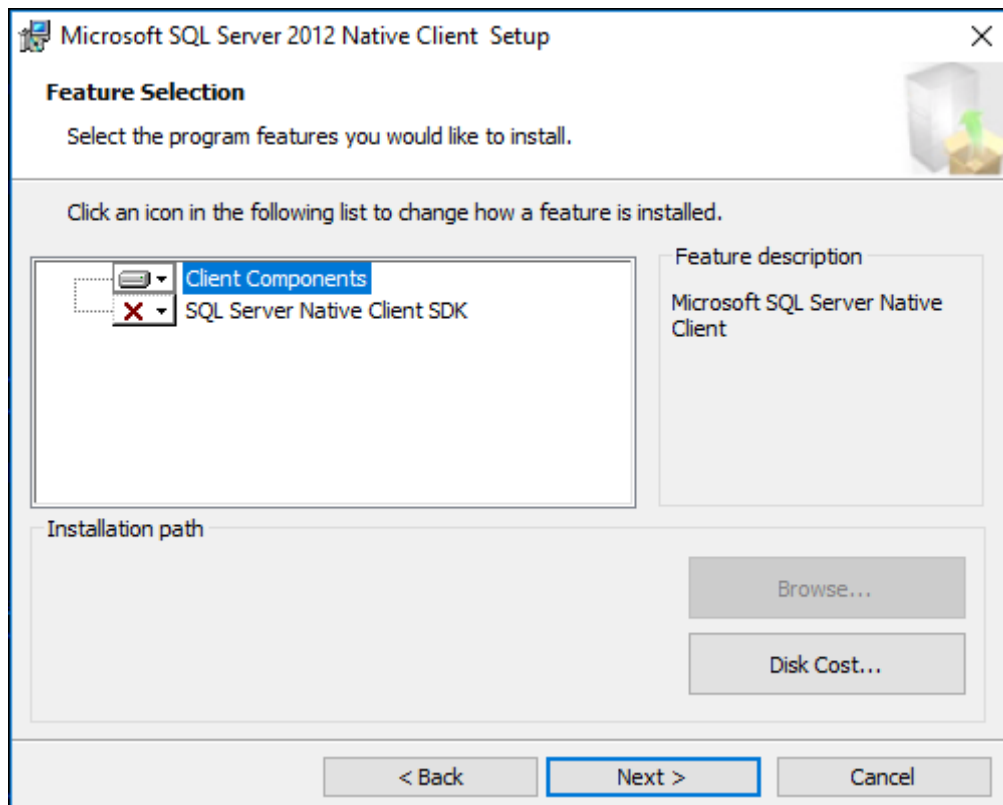 Microsoft SQL Server 2012 Native Client  Setup
Feature Selection
Select the program features you would like to install.
Click an icon in the following list to change how a feature is installed.
Client Components
SQL Server Native Client SDK
Feature description
Microsoft SQL Server Native
Client
Installation path
Browse...
Disk Cost...
< Back
Next >
Cancel